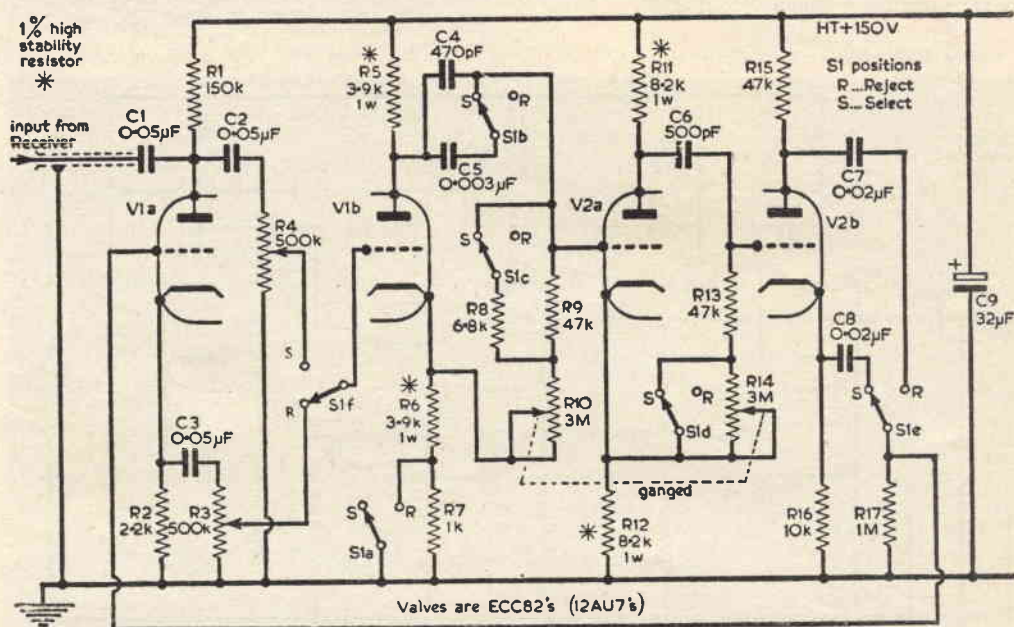 1% high
stability
resistor
*
input from
Receiver
C1
0·05µF
R1
150k
C2
0·05µF
V1a
R4
500k
S
R
S1f
C3
0·05µF
R2
2·2k
R3
500k
*
R5
3·9k
1w
C4
470pF
S
R
S1b
C5
0·003µF
V1b
S
R
S1c
R8
6·8k
R9
47k
*
R6
3·9k
1w
R10
3M
S
R
S1a
R7
1k
*
R11
8·2k
1w
C6
500pF
V2a
R13
47k
S
R
S1d
R14
3M
ganged
*
R12
8·2k
1w
HT+150V
R15
47k
S1 positions
R...Reject
S...Select
C7
0·02µF
V2b
C8
0·02µF
S
R
S1e
R16
10k
R17
1M
+
C9
32µF
Valves are ECC82's (12AU7's)